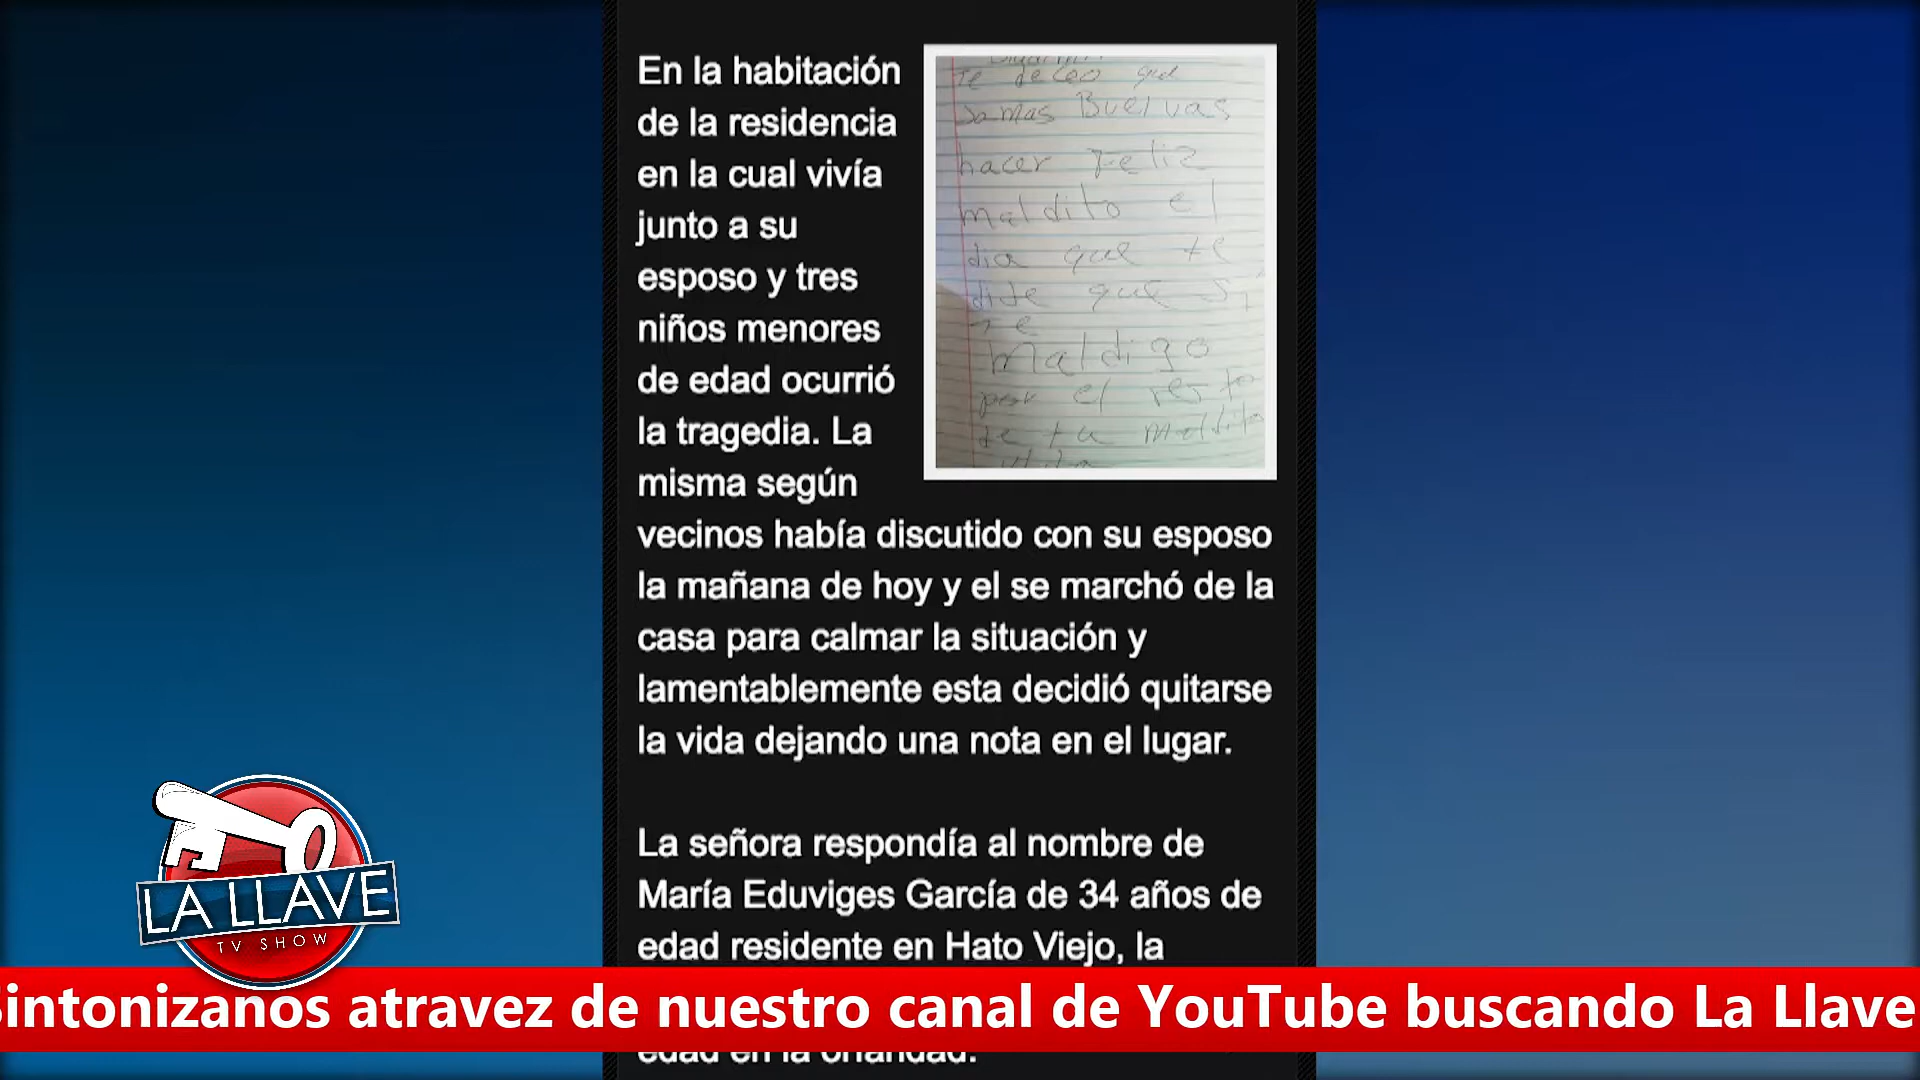 En la habitación
de la residencia
en la cual vivía
junto a su
esposo y tres
niños menores
de edad ocurrió
la tragedia. La
misma según
vecinos había discutido con su esposo
la mañana de hoy y el se marchó de la
casa para calmar la situación y
lamentablemente esta decidió quitarse
la vida dejando una nota en el lugar.
Te deceo que
Jamas Buelvas
hacer Feliz
maldito el
dia que te
dije que si
Te
maldigo
por el resto
de tu maldita
La señora respondía al nombre de
María Eduviges García de 34 años de
edad residente en Hato Viejo, la
edad en la orfandad.
LA LLAVE
TV SHOW
Sintonizanos atravez de nuestro canal de YouTube buscando La Llave